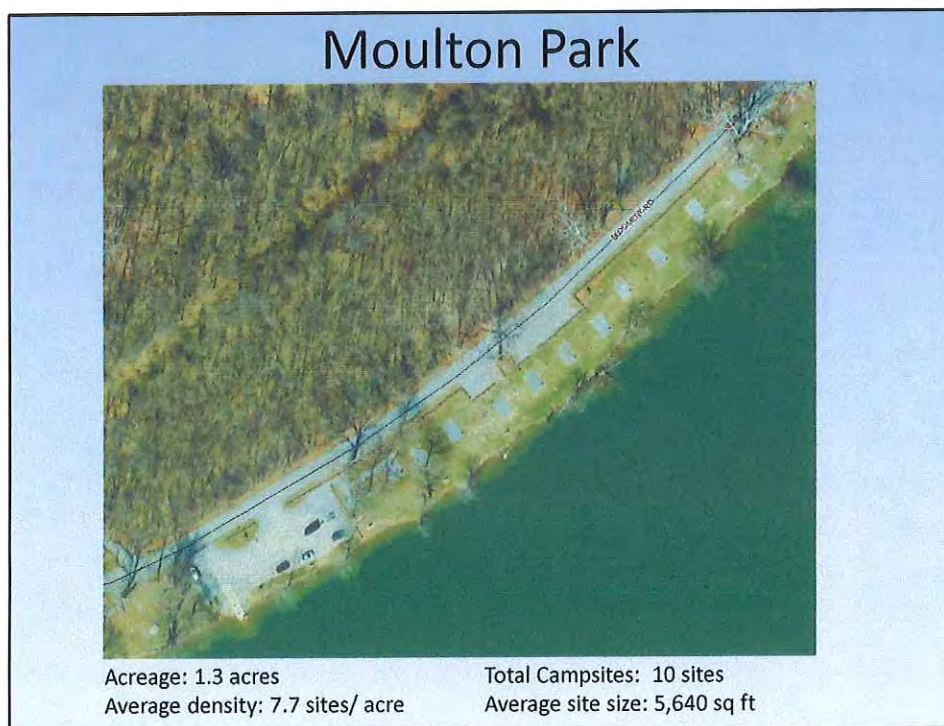 Moulton Park
Acreage: 1.3 acres
Average density: 7.7 sites/ acre
Total Campsites: 10 sites
Average site size: 5,640 sq ft